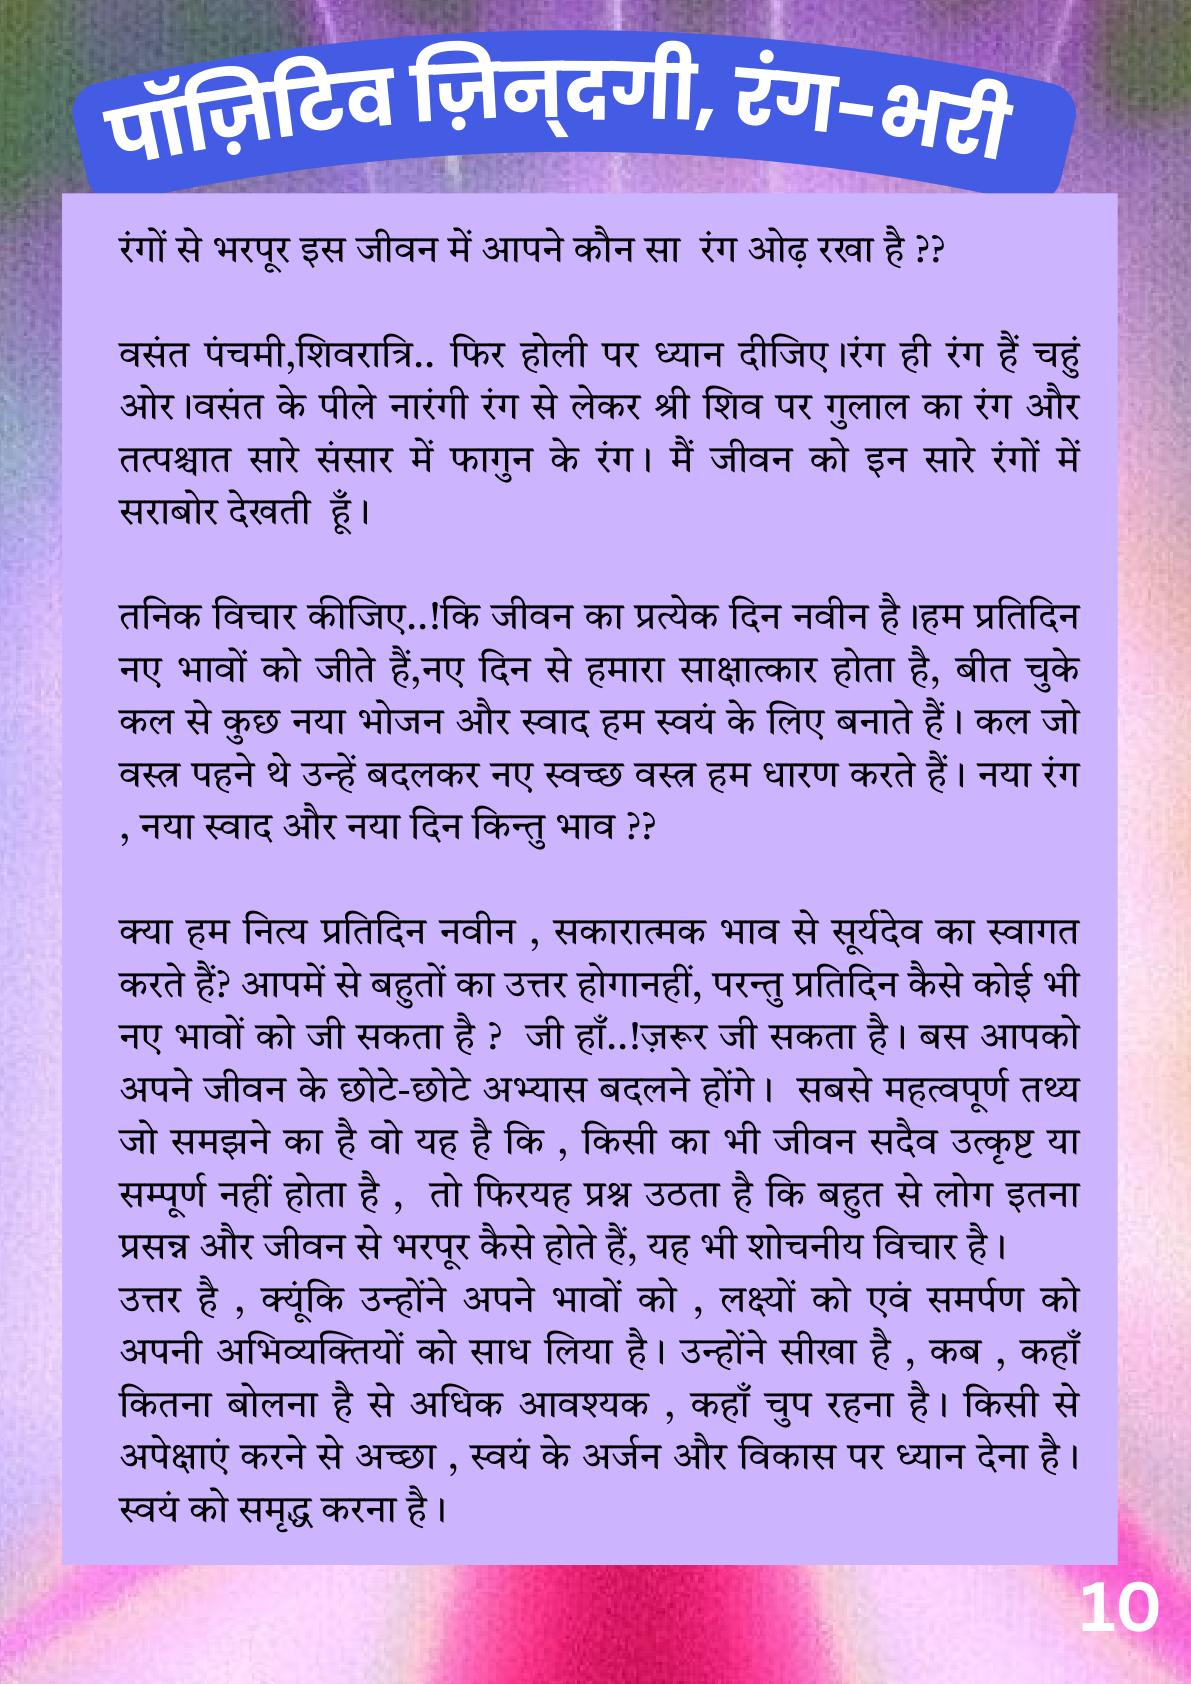 पॉज़िटिव ज़िन्‌दगी, रंग-भरी
रंगों से भरपूर इस जीवन में आपने कौन सा  रंग ओढ़ रखा है ??
वसंत पंचमी,शिवरात्रि.. फिर होली पर ध्यान दीजिए।रंग ही रंग हैं चहुं
ओर।वसंत के पीले नारंगी रंग से लेकर श्री शिव पर गुलाल का रंग और
तत्पश्चात सारे संसार में फागुन के रंग। मैं जीवन को इन सारे रंगों में
सराबोर देखती  हूँ।
तनिक विचार कीजिए..!कि जीवन का प्रत्येक दिन नवीन है।हम प्रतिदिन
नए भावों को जीते हैं,नए दिन से हमारा साक्षात्कार होता है, बीत चुके
कल से कुछ नया भोजन और स्वाद हम स्वयं के लिए बनाते हैं। कल जो
वस्त्र पहने थे उन्हें बदलकर नए स्वच्छ वस्त्र हम धारण करते हैं। नया रंग
, नया स्वाद और नया दिन किन्तु भाव ??
क्या हम नित्य प्रतिदिन नवीन , सकारात्मक भाव से सूर्यदेव का स्वागत
करते हैं? आपमें से बहुतों का उत्तर होगानहीं, परन्तु प्रतिदिन कैसे कोई भी
नए भावों को जी सकता है ?  जी हाँ..!ज़रूर जी सकता है। बस आपको
अपने जीवन के छोटे-छोटे अभ्यास बदलने होंगे।  सबसे महत्वपूर्ण तथ्य
जो समझने का है वो यह है कि , किसी का भी जीवन सदैव उत्कृष्ट या
सम्पूर्ण नहीं होता है ,  तो फिरयह प्रश्न उठता है कि बहुत से लोग इतना
प्रसन्न और जीवन से भरपूर कैसे होते हैं, यह भी शोचनीय विचार है।
उत्तर है , क्यूंकि उन्होंने अपने भावों को , लक्ष्यों को एवं समर्पण को
अपनी अभिव्यक्तियों को साध लिया है। उन्होंने सीखा है , कब , कहाँ
कितना बोलना है से अधिक आवश्यक , कहाँ चुप रहना है। किसी से
अपेक्षाएं करने से अच्छा , स्वयं के अर्जन और विकास पर ध्यान देना है।
स्वयं को समृद्ध करना है।
10